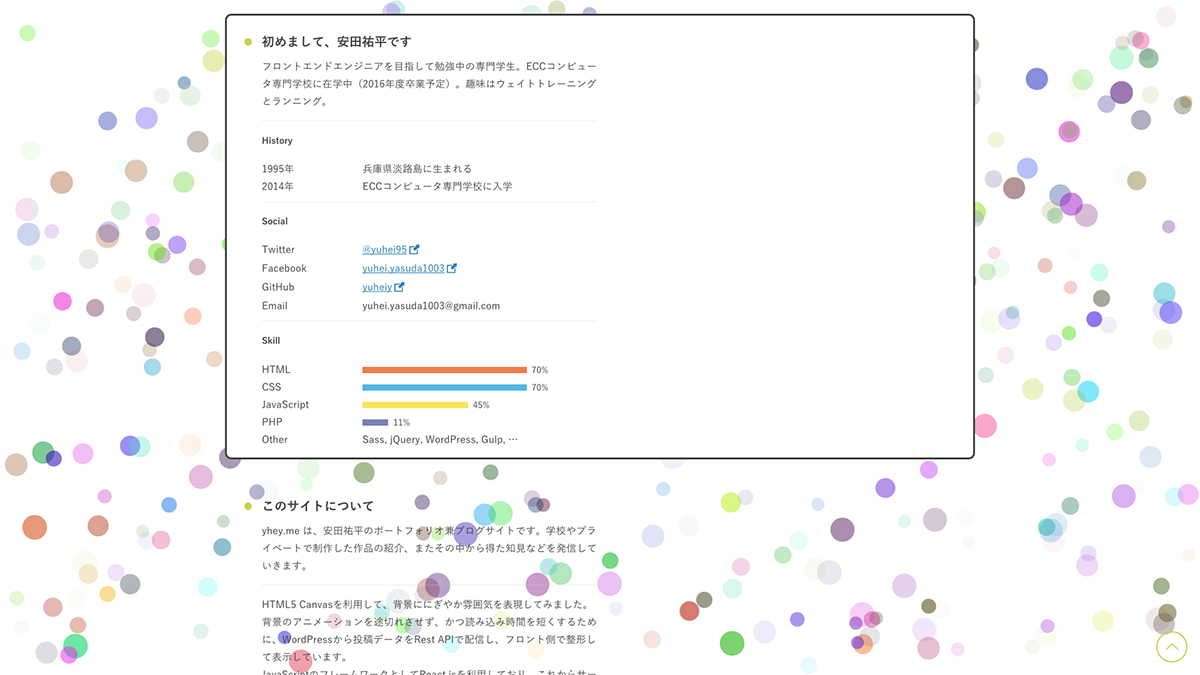 初めまして、安田祐平です
フロントエンドエンジニアを目指して勉強中の専門学生。ECCコンピュー
タ専門学校に在学中（2016年度卒業予定）。趣味はウェイトトレーニング
とランニング。
History
1995年 兵庫県淡路島に生まれる
2014年 ECCコンピュータ専門学校に入学
Social
Twitter @yuhei95
Facebook yuhei.yasuda1003
GitHub yuheiy
Email yuhei.yasuda1003@gmail.com
Skill
HTML 70%
CSS 70%
JavaScript 45%
PHP 11%
Other Sass, jQuery, WordPress, Gulp, …
このサイトについて
yhey.me は、安田祐平のポートフォリオ兼ブログサイトです。学校やプラ
イベートで制作した作品の紹介、またその中から得た知見などを発信して
いきます。
HTML5 Canvasを利用して、背景ににぎやか雰囲気を表現してみました。
背景のアニメーションを途切れさせず、かつ読み込み時間を短くするため
に、WordPressから投稿データをRest APIで配信し、フロント側で整形し
て表示しています。
JavaScriptのフレームワークとしてReact.jsを利用しており、これからサー